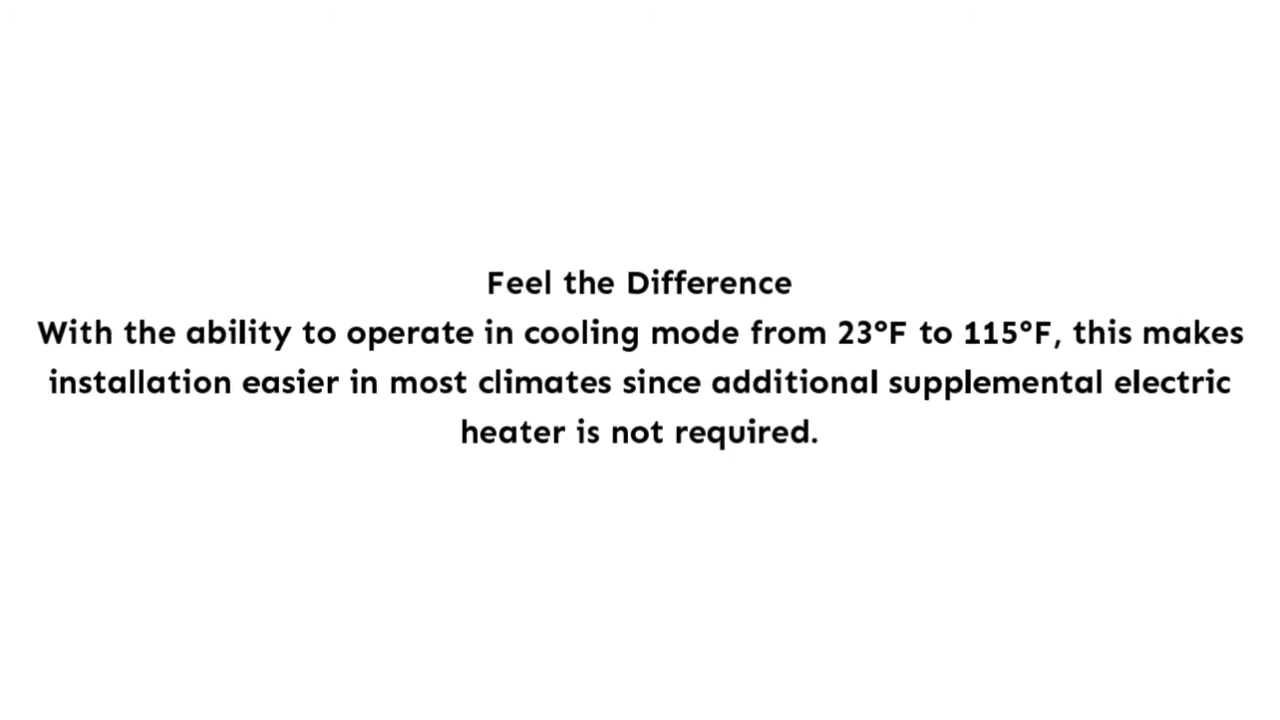 Feel the Difference
With the ability to operate in cooling mode from 23°F to 115°F, this makes
installation easier in most climates since additional supplemental electric
heater is not required.